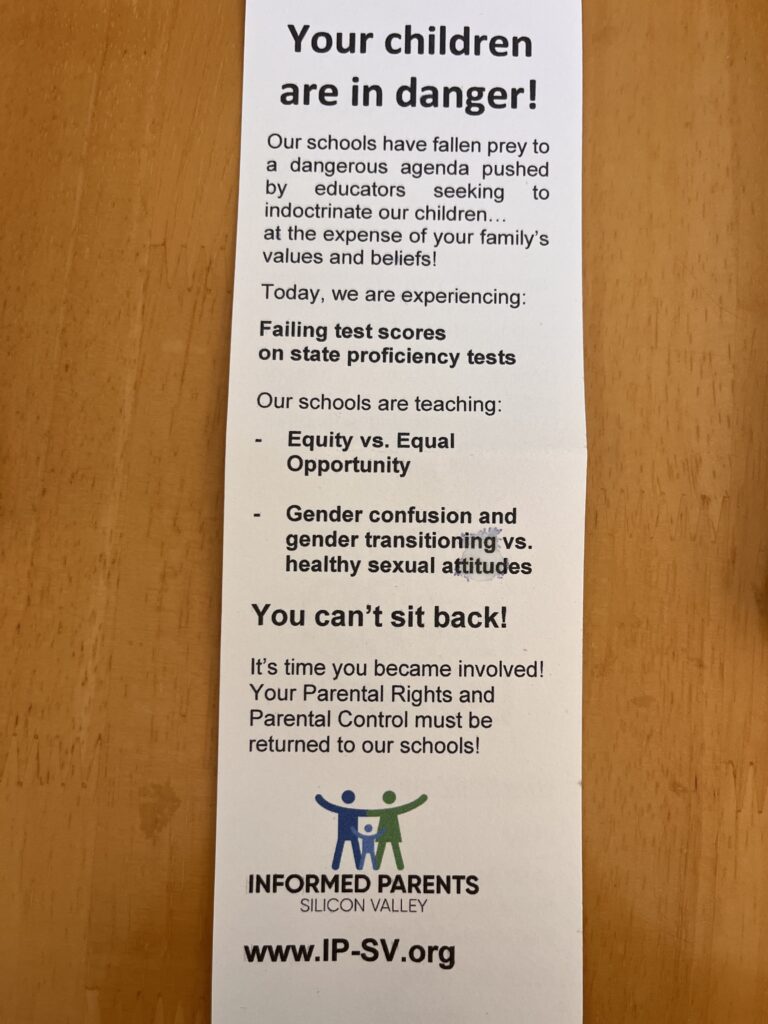 Your children
are in danger!
Our schools have fallen prey to
a dangerous agenda pushed
by educators seeking to
indoctrinate our children...
at the expense of your family's
values and beliefs!
Today, we are experiencing:
Failing test scores
on state proficiency tests
Our schools are teaching:
- Equity vs. Equal
Opportunity
- Gender confusion and
gender transitioning vs.
healthy sexual attitudes
You can't sit back!
It's time you became involved!
Your Parental Rights and
Parental Control must be
returned to our schools!
INFORMED PARENTS
SILICON VALLEY
www.IP-SV.org